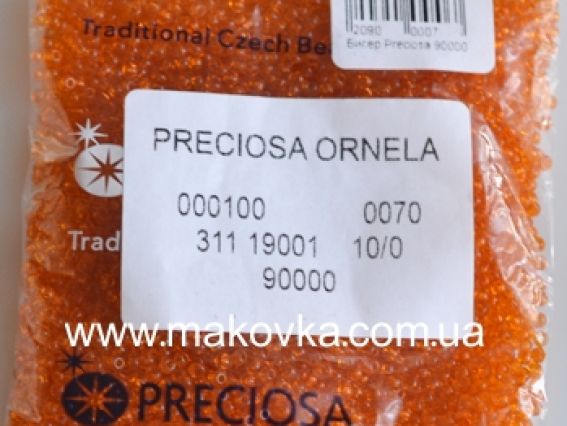 Traditional Czech Be
2090 0007
Бисер Preciosa 90000
PRECIOSA ORNELA
000100 0070
Trad
311 19001 10/0
90000
www.makovka.com.ua
PRECIOSA